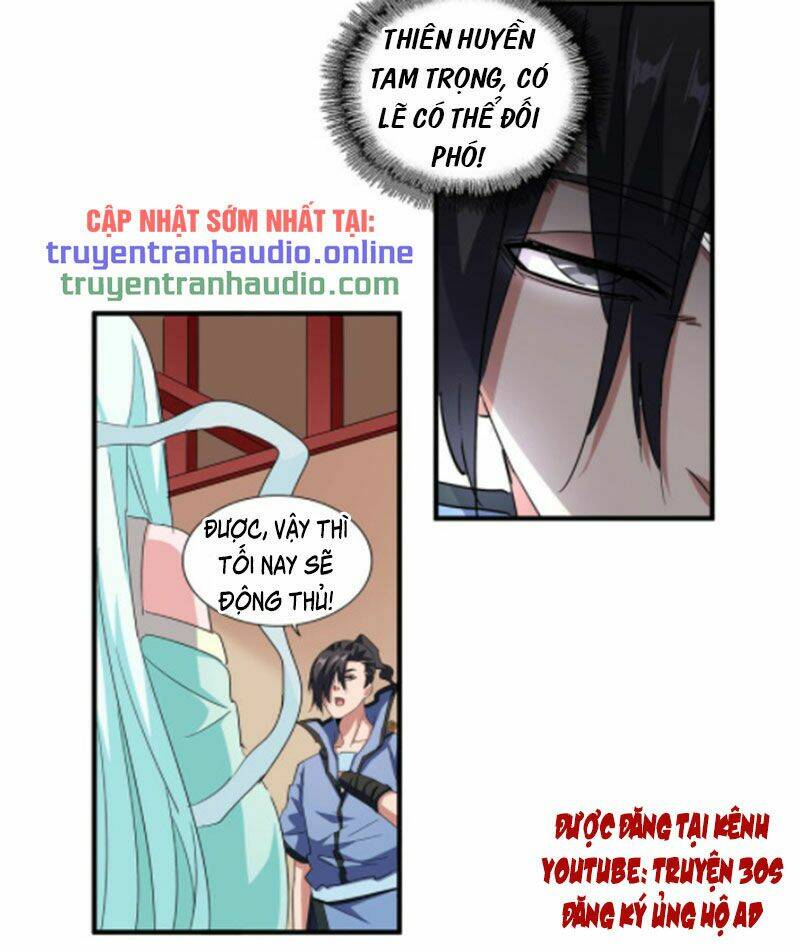 THIÊN HUYỀN
TAM TRỌNG, CÓ
LẼ CÓ THỂ ĐỐI
PHÓ!
CẬP NHẬT SỚM NHẤT TẠI:
truyentranhaudio.online
truyentranhaudio.com
ĐƯỢC, VẬY THÌ
TỐI NAY SẼ
ĐỘNG THỦ!
ĐƯỢC ĐĂNG TẠI KÊNH
YOUTUBE: TRUYỆN 30S
ĐĂNG KÝ ỦNG HỘ AD